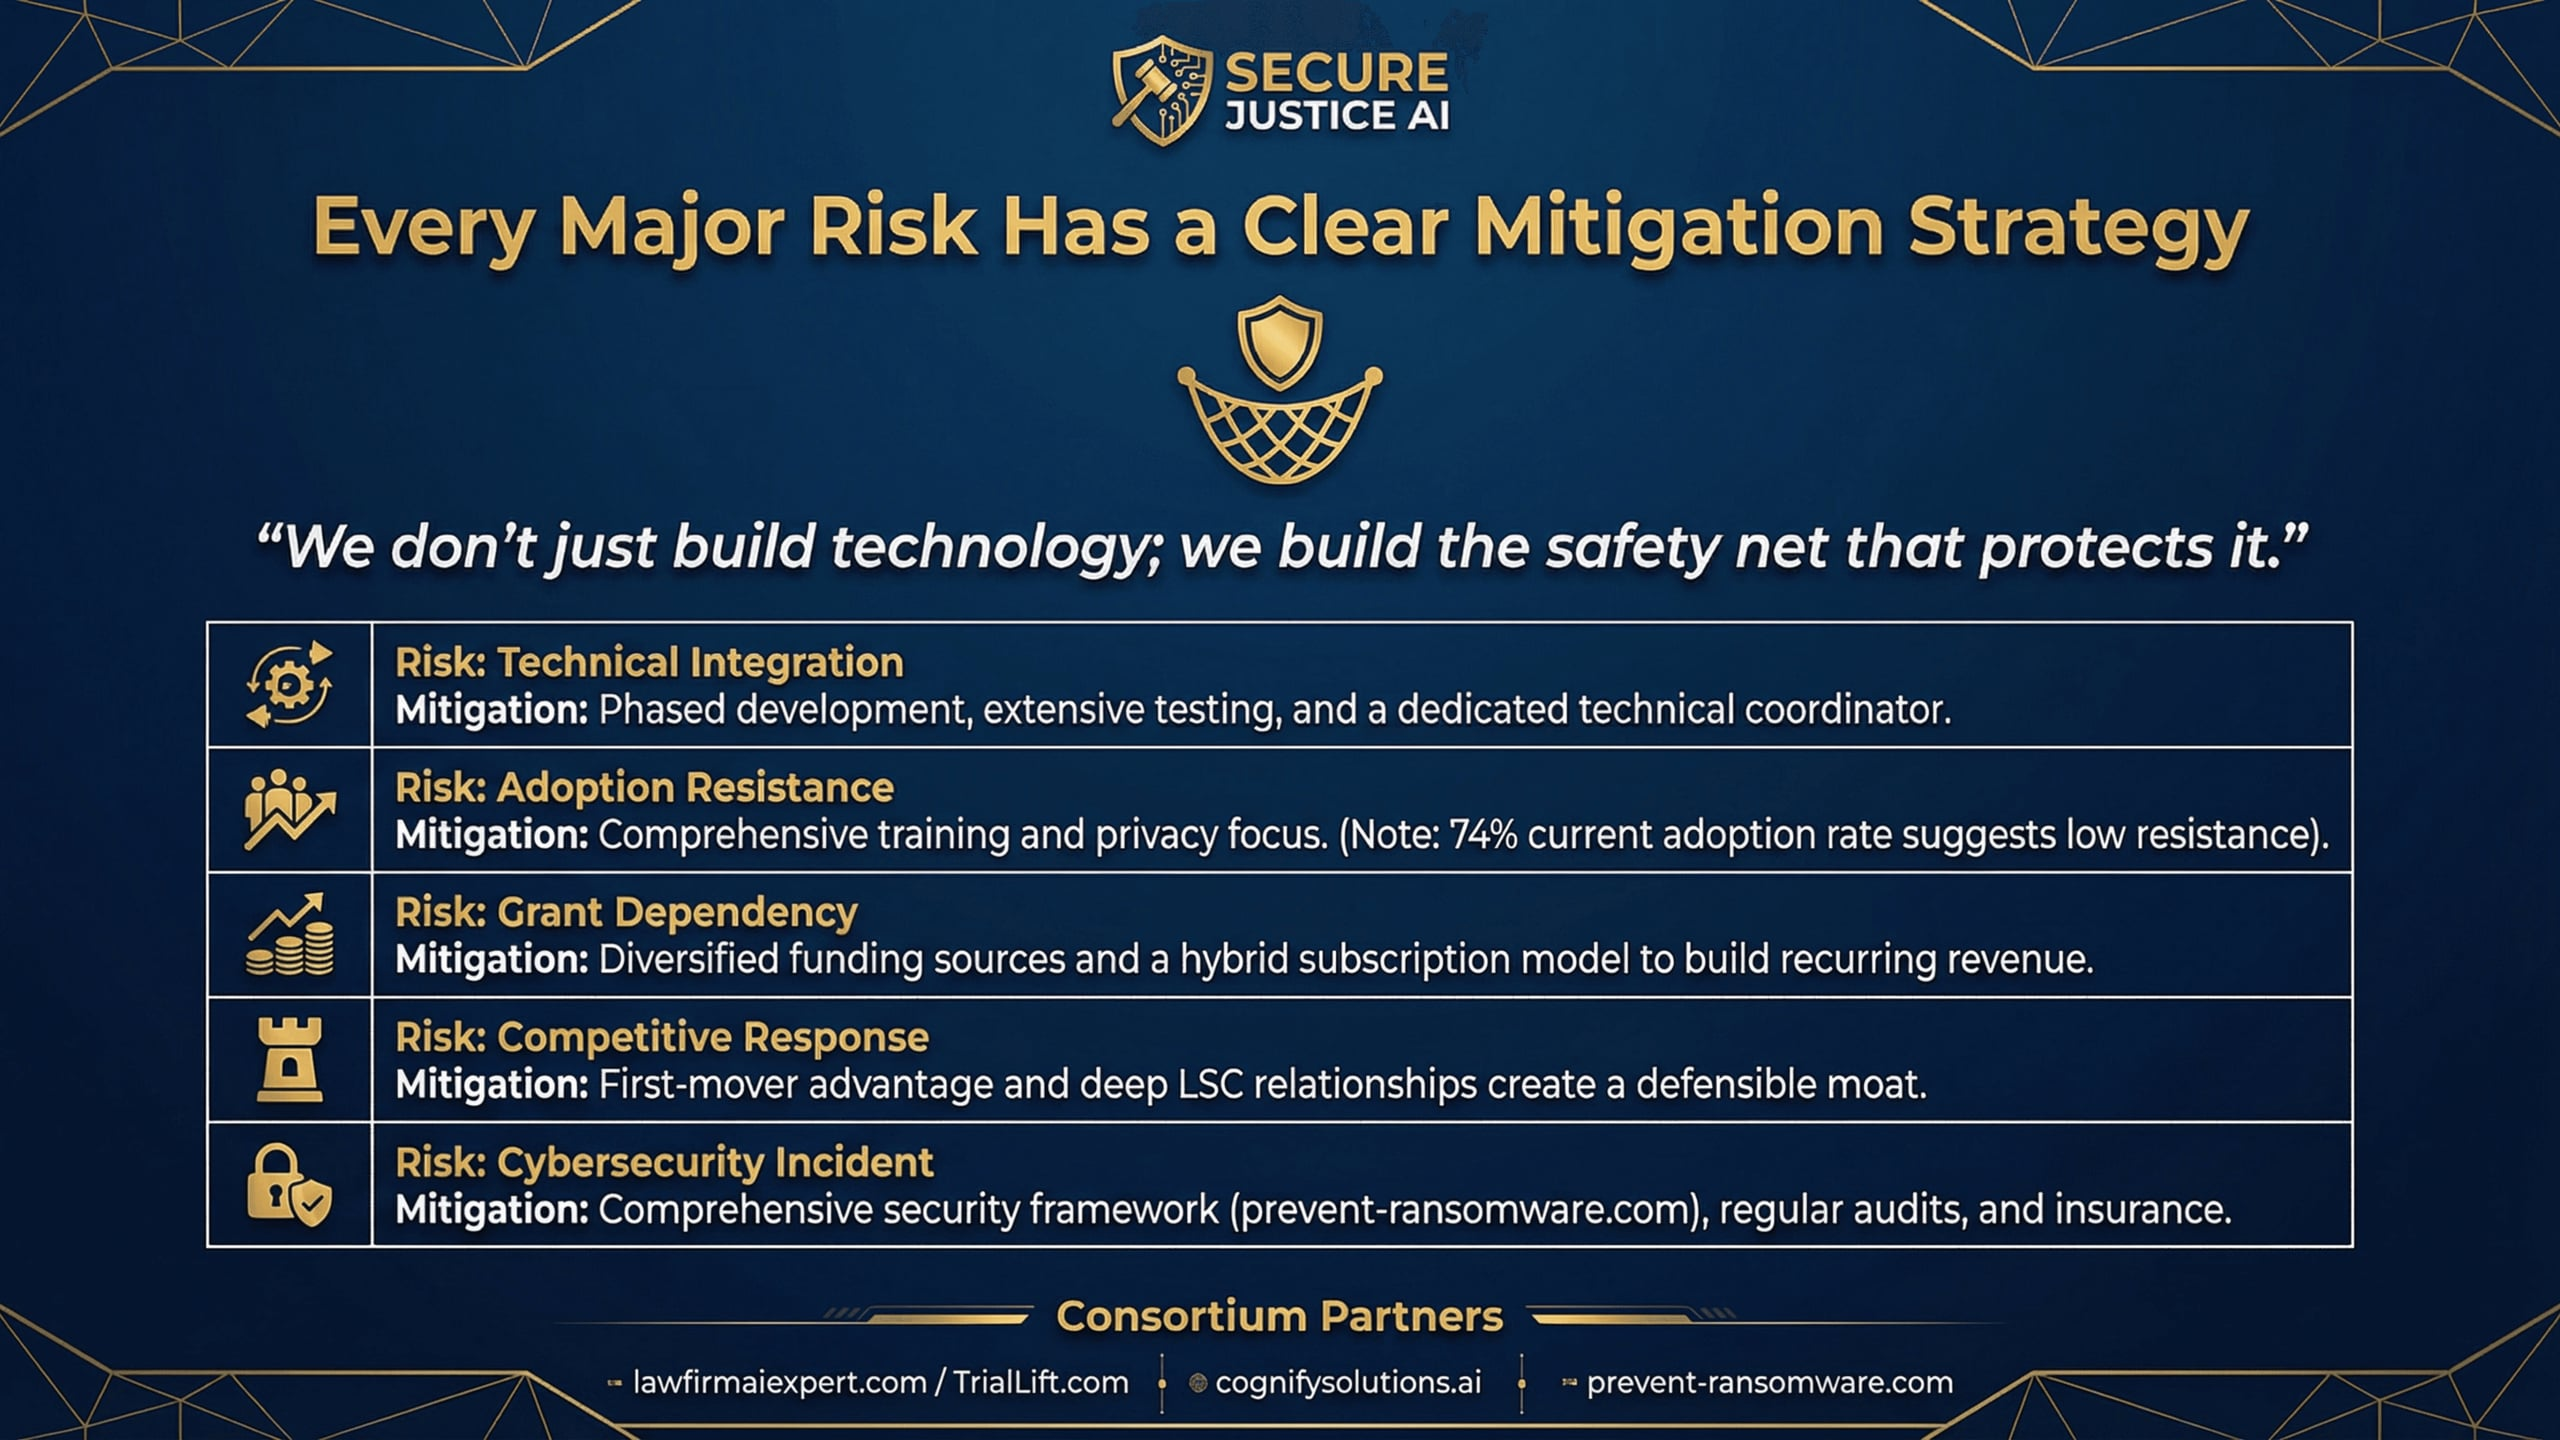 SECURE
JUSTICE AI
Every Major Risk Has a Clear Mitigation Strategy
“We don’t just build technology; we build the safety net that protects it.”
Risk: Technical Integration
Mitigation: Phased development, extensive testing, and a dedicated technical coordinator.
Risk: Adoption Resistance
Mitigation: Comprehensive training and privacy focus. (Note: 74% current adoption rate suggests low resistance).
Risk: Grant Dependency
Mitigation: Diversified funding sources and a hybrid subscription model to build recurring revenue.
Risk: Competitive Response
Mitigation: First-mover advantage and deep LSC relationships create a defensible moat.
Risk: Cybersecurity Incident
Mitigation: Comprehensive security framework (prevent-ransomware.com), regular audits, and insurance.
Consortium Partners
lawfirmaiexpert.com / TrialLift.com
cognifysolutions.ai
prevent-ransomware.com